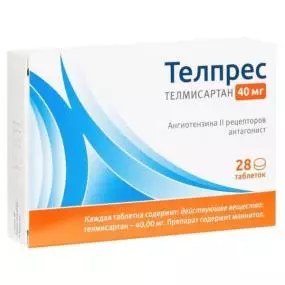 Телпрес
ТЕЛМИСАРТАН 40 мг
Ангиотензина II рецепторов
антагонист
28
таблеток
Каждая таблетка содержит: действующее вещество:
телмисартан – 40,00 мг. Препарат содержит маннитол.